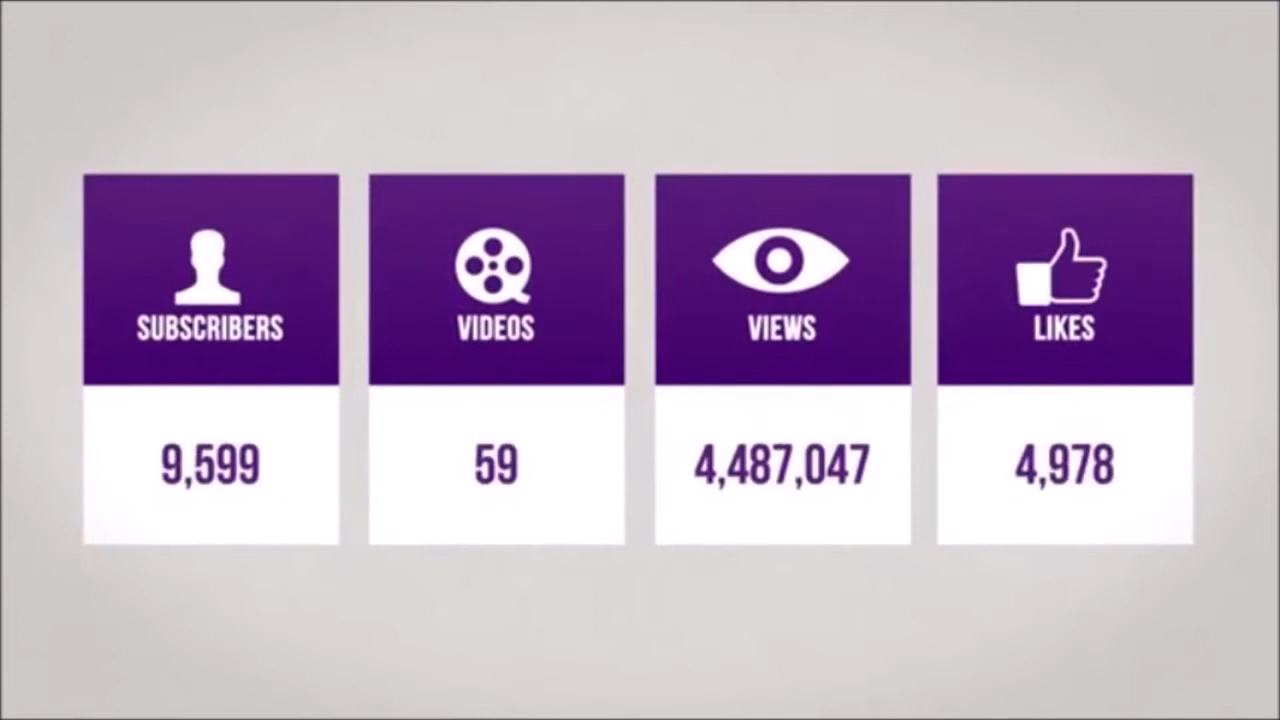 SUBSCRIBERS
VIDEOS
VIEWS
LIKES
9,599
59
4,487,047
4,978